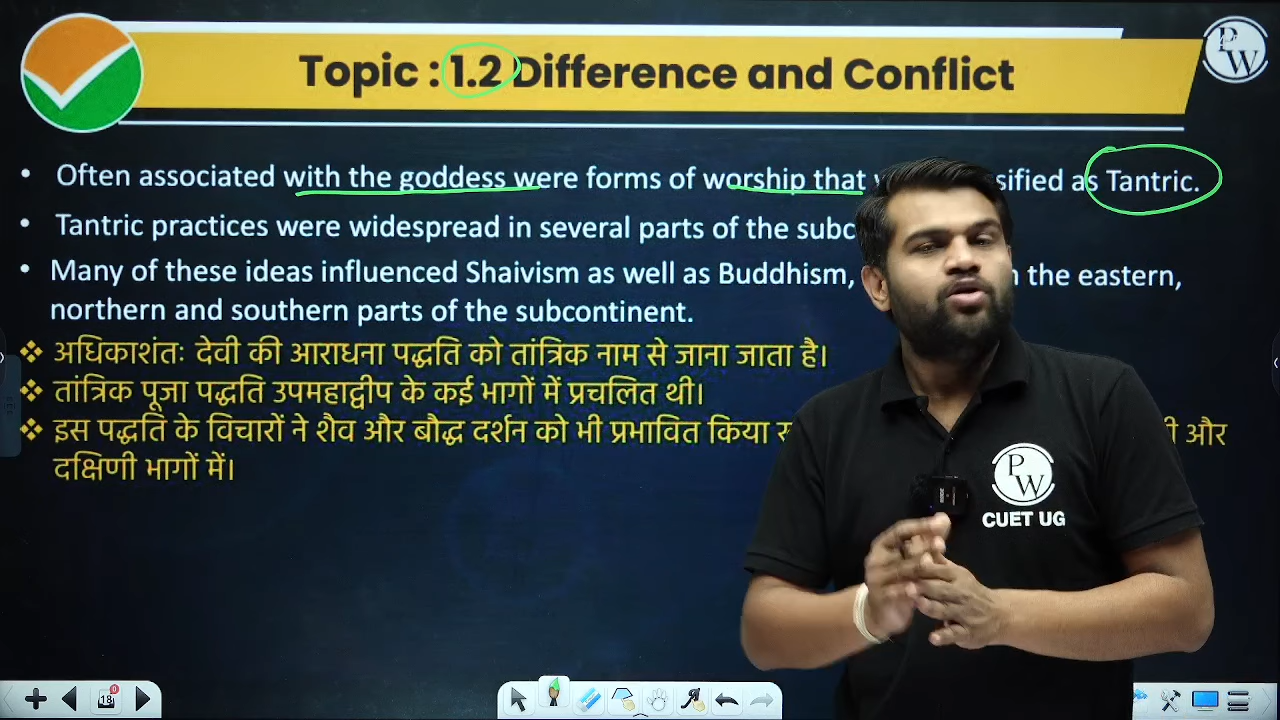 Topic : 1.2 Difference and Conflict
PW
• Often associated with the goddess were forms of worship that sified as Tantric.
• Tantric practices were widespread in several parts of the subc
• Many of these ideas influenced Shaivism as well as Buddhism, the eastern,
northern and southern parts of the subcontinent.
❖ अधिकाशंतः देवी की आराधना पद्धति को तांत्रिक नाम से जाना जाता है।
❖ तांत्रिक पूजा पद्धति उपमहाद्वीप के कई भागों में प्रचलित थी।
❖ इस पद्धति के विचारों ने शैव और बौद्ध दर्शन को भी प्रभावित किया और
दक्षिणी भागों में।
PW
CUET UG
18